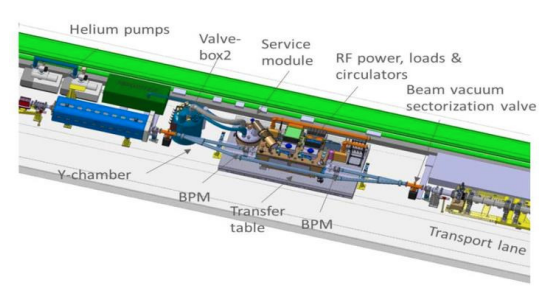 Helium pumps
Valve-
box2
Service
module
RF power, loads &
circulators
Beam vacuum
sectorization valve
Y-chamber
BPM
Transfer
table
BPM
Transport lane